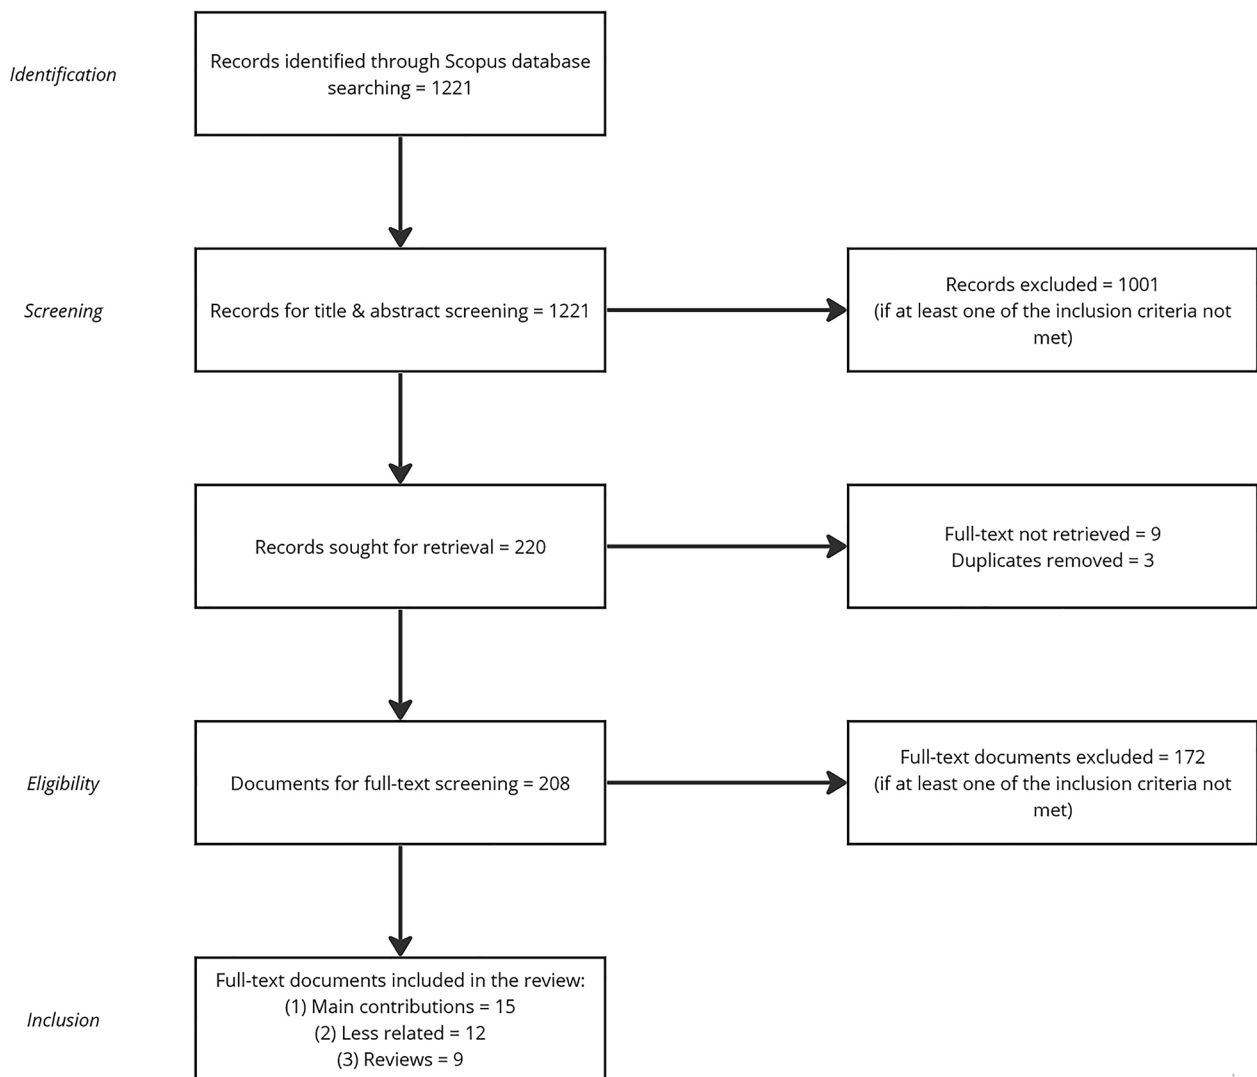 Identification
Records identified through Scopus database
searching = 1221
Screening
Records for title & abstract screening = 1221
Records excluded = 1001
(if at least one of the inclusion criteria not
met)
Records sought for retrieval = 220
Full-text not retrieved = 9
Duplicates removed = 3
Eligibility
Documents for full-text screening = 208
Full-text documents excluded = 172
(if at least one of the inclusion criteria not
met)
Inclusion
Full-text documents included in the review:
(1) Main contributions = 15
(2) Less related = 12
(3) Reviews = 9